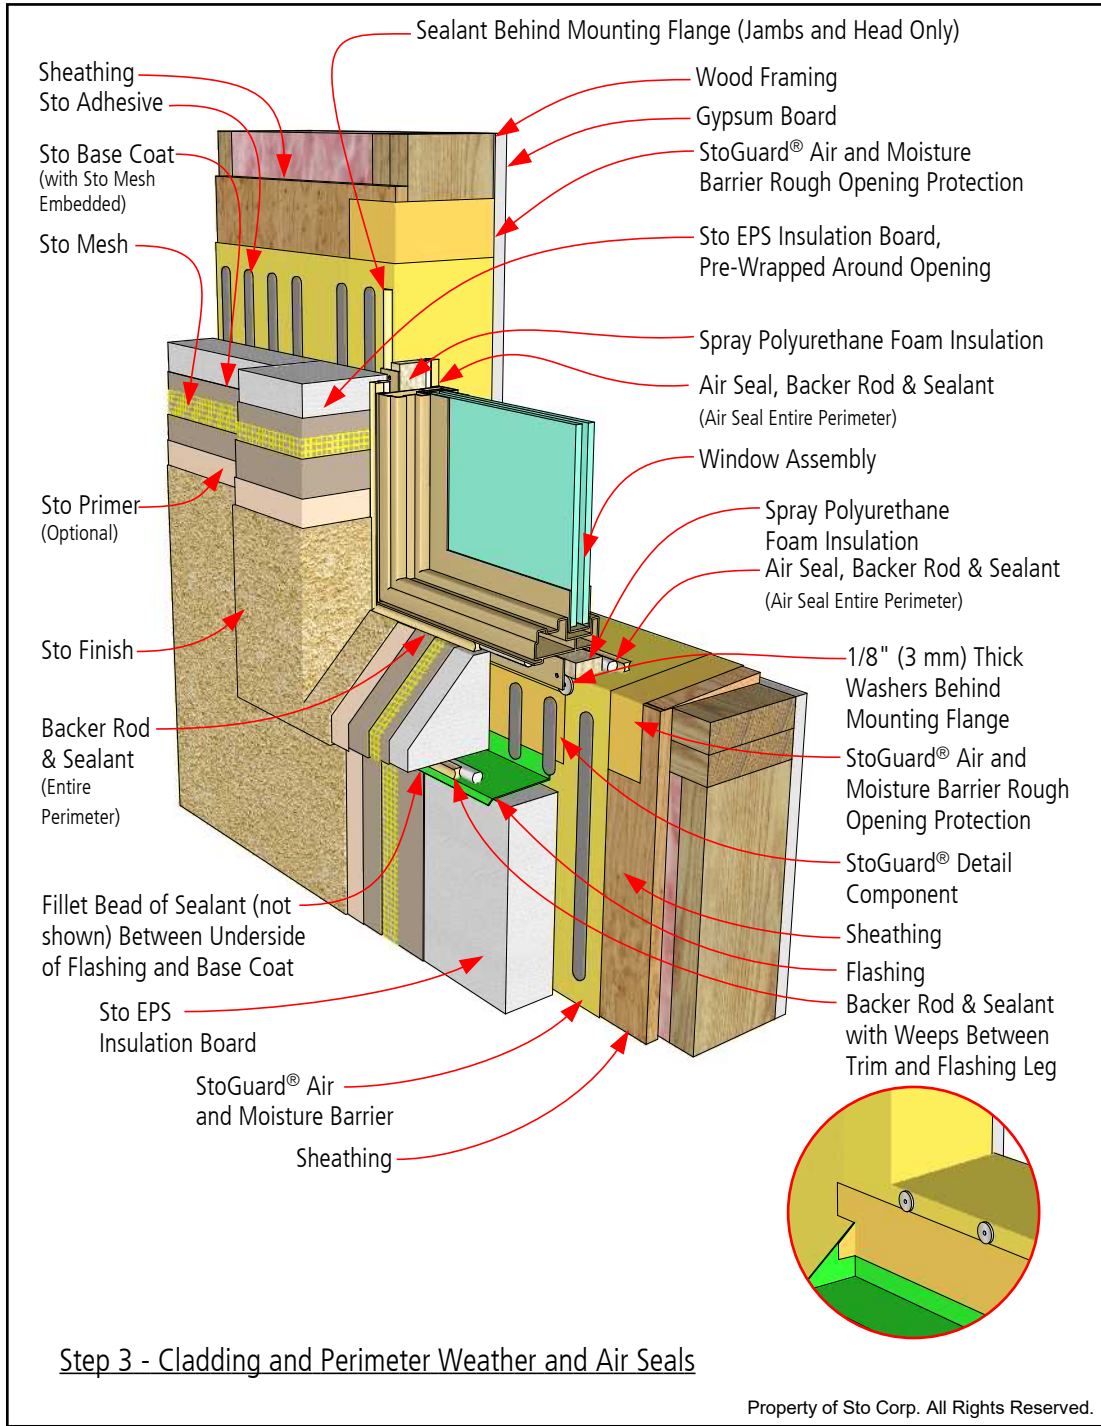 Sealant Behind Mounting Flange (Jambs and Head Only)
Sheathing
Sto Adhesive
Sto Base Coat
(with Sto Mesh
Embedded)
Sto Mesh
Sto Primer
(Optional)
Sto Finish
Backer Rod
& Sealant
(Entire
Perimeter)
Fillet Bead of Sealant (not
shown) Between Underside
of Flashing and Base Coat
Sto EPS
Insulation Board
StoGuard® Air
and Moisture Barrier
Sheathing
Wood Framing
Gypsum Board
StoGuard® Air and Moisture
Barrier Rough Opening Protection
Sto EPS Insulation Board,
Pre-Wrapped Around Opening
Spray Polyurethane Foam Insulation
Air Seal, Backer Rod & Sealant
(Air Seal Entire Perimeter)
Window Assembly
Spray Polyurethane
Foam Insulation
Air Seal, Backer Rod & Sealant
(Air Seal Entire Perimeter)
1/8" (3 mm) Thick
Washers Behind
Mounting Flange
StoGuard® Air and
Moisture Barrier Rough
Opening Protection
StoGuard® Detail
Component
Sheathing
Flashing
Backer Rod & Sealant
with Weeps Between
Trim and Flashing Leg
Step 3 - Cladding and Perimeter Weather and Air Seals
Property of Sto Corp. All Rights Reserved.